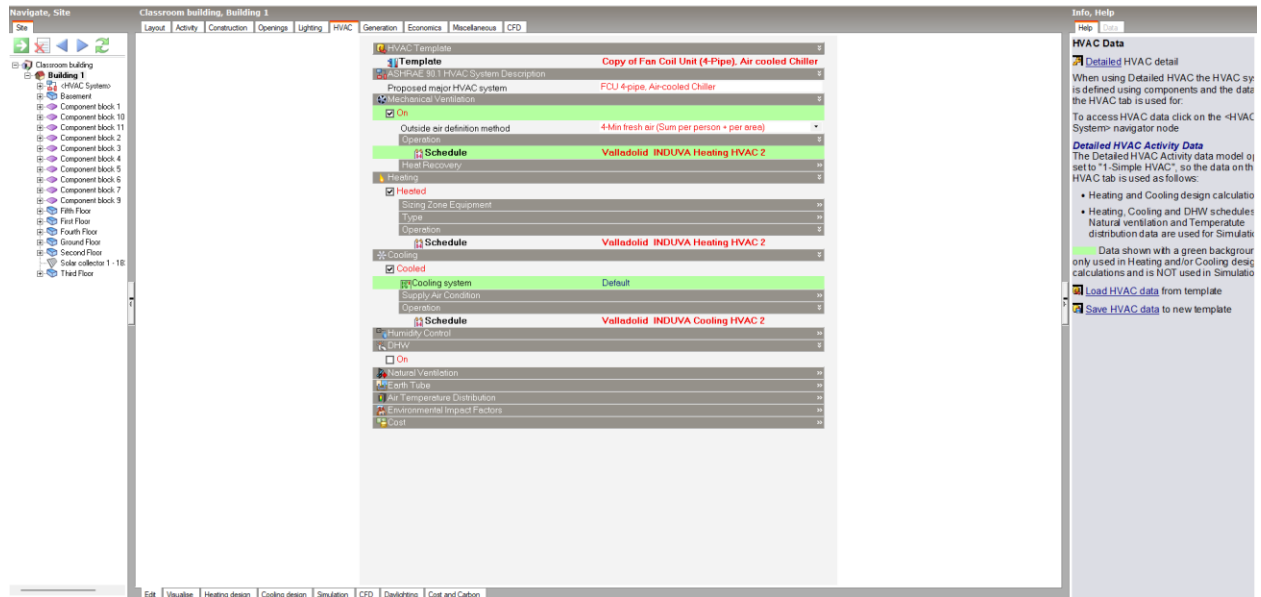 Navigate, Site
Site
Classroom building
Building 1
<HVAC System>
Basement
Component block 1
Component block 10
Component block 11
Component block 2
Component block 3
Component block 4
Component block 5
Component block 6
Component block 7
Component block 9
Fifth Floor
First Floor
Fourth Floor
Ground Floor
Second Floor
Solar collector 1 - 18
Third Floor
Classroom building, Building 1
Layout Activity Construction Openings Lighting HVAC Generation Economics Miscellaneous CFD
HVAC Template
Template Copy of Fan Coil Unit (4-Pipe), Air cooled Chiller
ASHRAE 90.1 HVAC System Description
Proposed major HVAC system FCU 4-pipe, Air-cooled Chiller
Mechanical Ventilation
On
Outside air definition method 4-Min fresh air (Sum per person + per area)
Operation
Schedule Valladolid INDUVA Heating HVAC 2
Heat Recovery
Heating
Heated
Sizing Zone Equipment
Type
Operation
Schedule Valladolid INDUVA Heating HVAC 2
Cooling
Cooled
Cooling system Default
Supply Air Condition
Operation
Schedule Valladolid INDUVA Cooling HVAC 2
Humidity Control
DHW
On
Natural Ventilation
Earth Tube
Air Temperature Distribution
Environmental Impact Factors
Cost
Edit Visualise Heating design Cooling design Simulation CFD Daylighting Cost and Carbon
Info, Help
Help Data
HVAC Data
Detailed HVAC detail
When using Detailed HVAC the HVAC sy
is defined using components and the data
the HVAC tab is used for:
To access HVAC data click on the <HVAC
System> navigator node
Detailed HVAC Activity Data
The Detailed HVAC Activity data model o
set to "1-Simple HVAC", so the data on th
HVAC tab is used as follows:
• Heating and Cooling design calculatio
• Heating, Cooling and DHW schedules
Natural ventilation and Temperatute
distribution data are used for Simulatio
Data shown with a green backgrour
only used in Heating and/or Cooling desig
calculations and is NOT used in Simulatio
Load HVAC data from template
Save HVAC data to new template